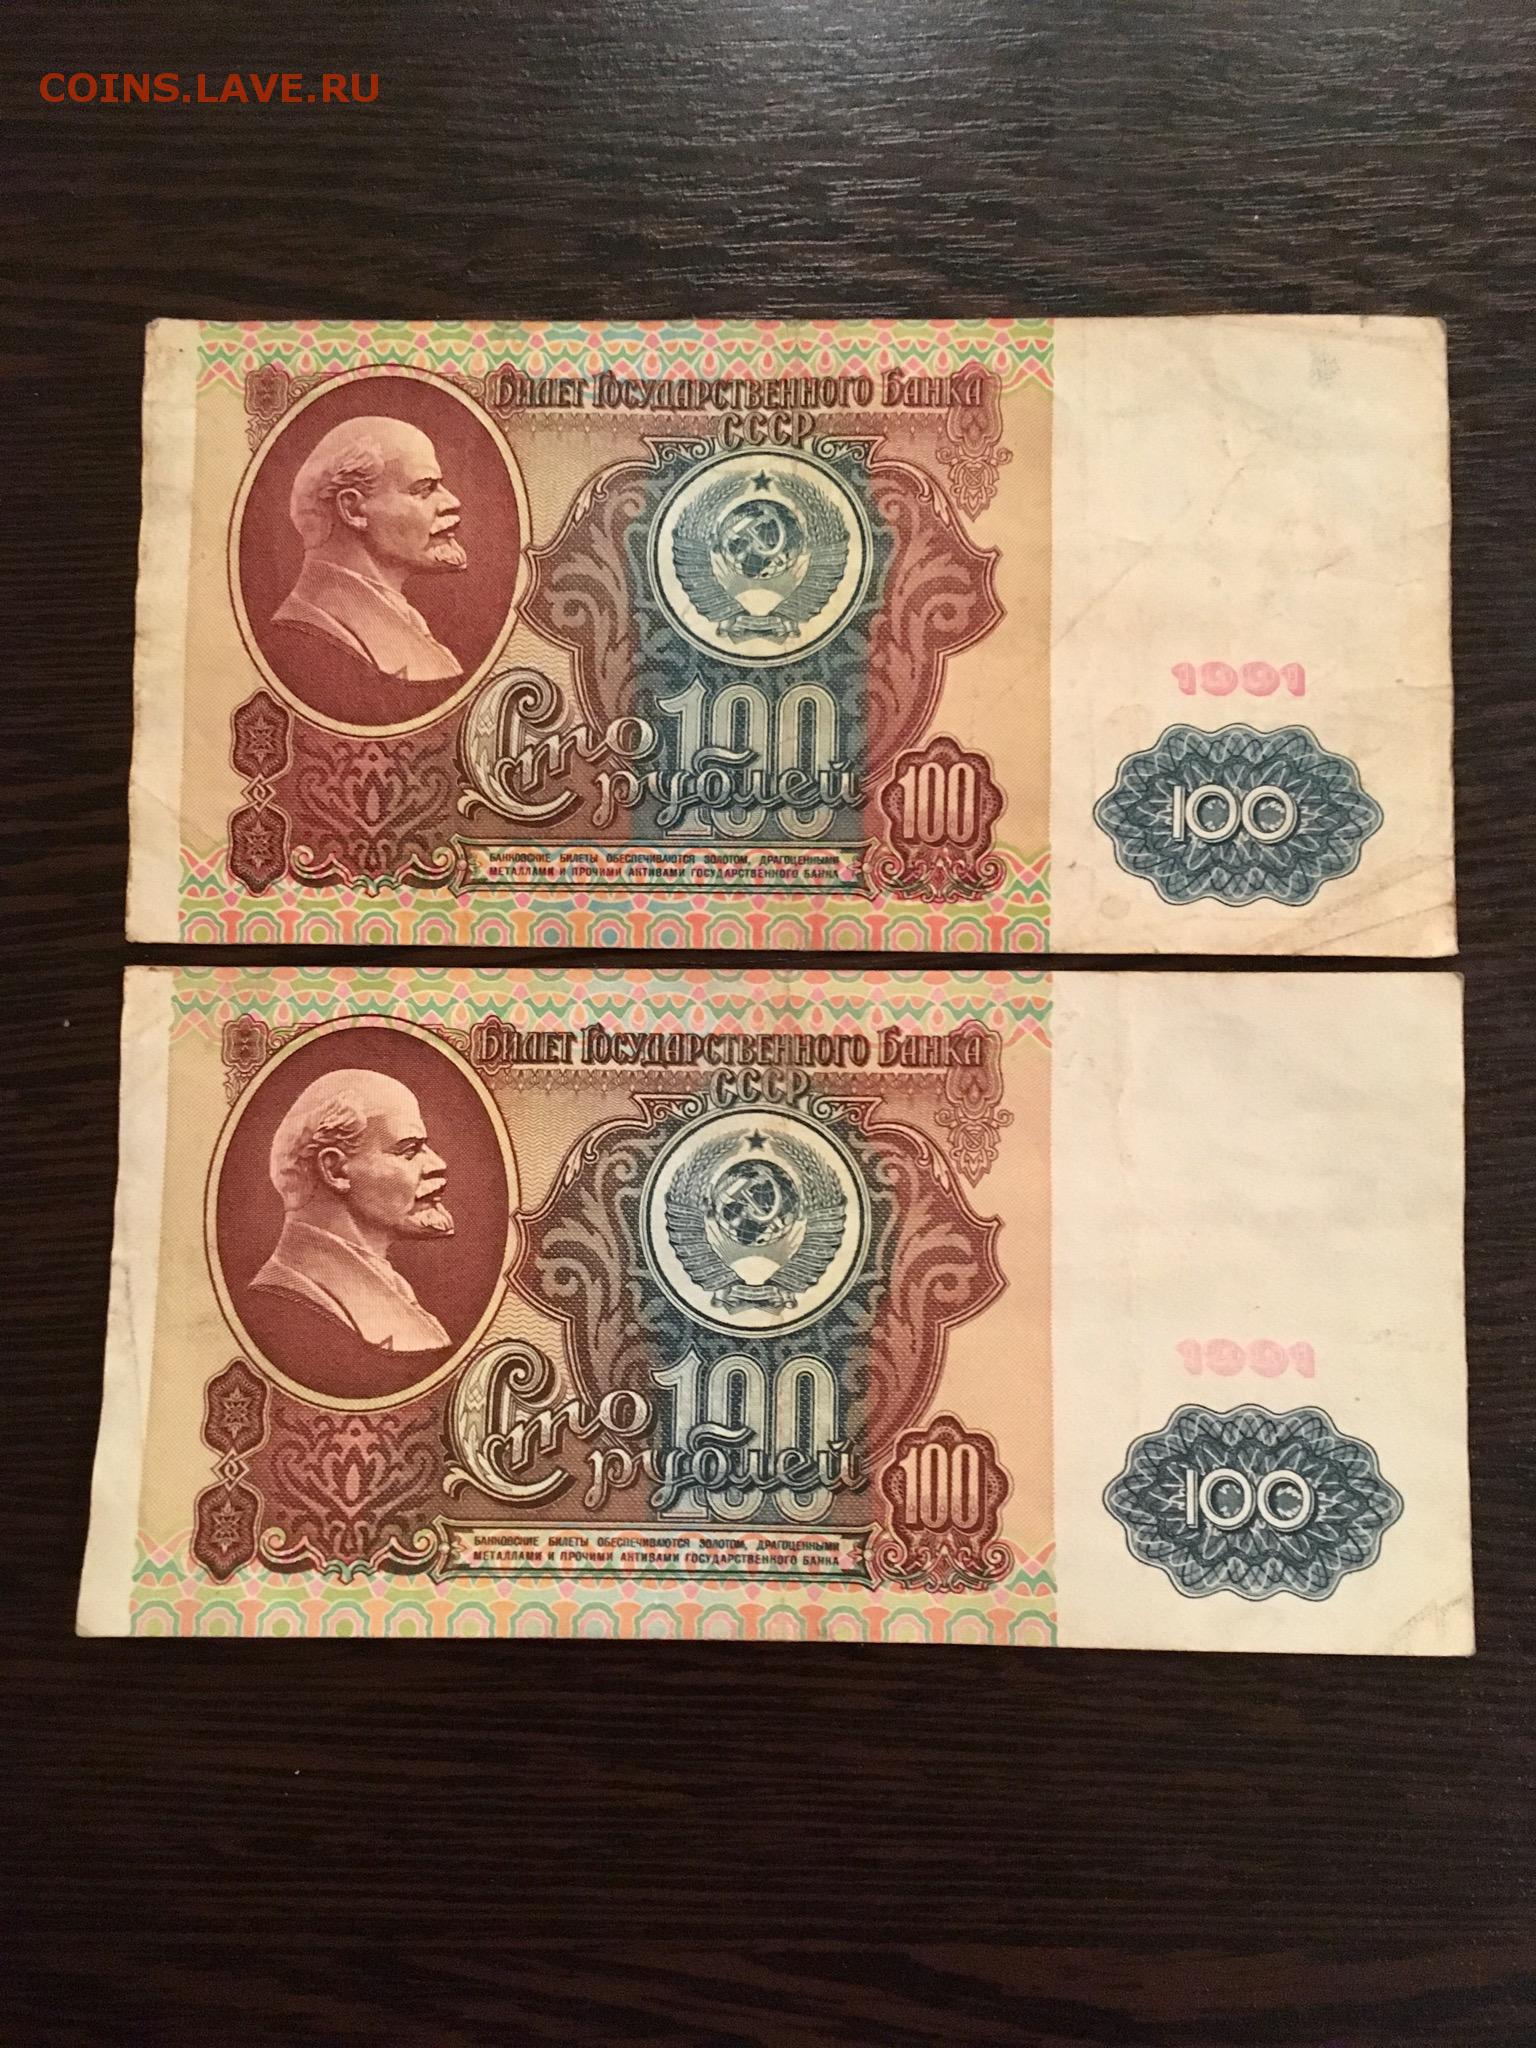 COINS.LAVE.RU
Билет Государственного Банка
СССР
1991
100
Сто
рублей
100
100
Банковские билеты обеспечиваются золотом, драгоценными
металлами и прочими активами Государственного Банка
Билет Государственного Банка
СССР
1991
100
Сто
рублей
100
100
Банковские билеты обеспечиваются золотом, драгоценными
металлами и прочими активами Государственного Банка